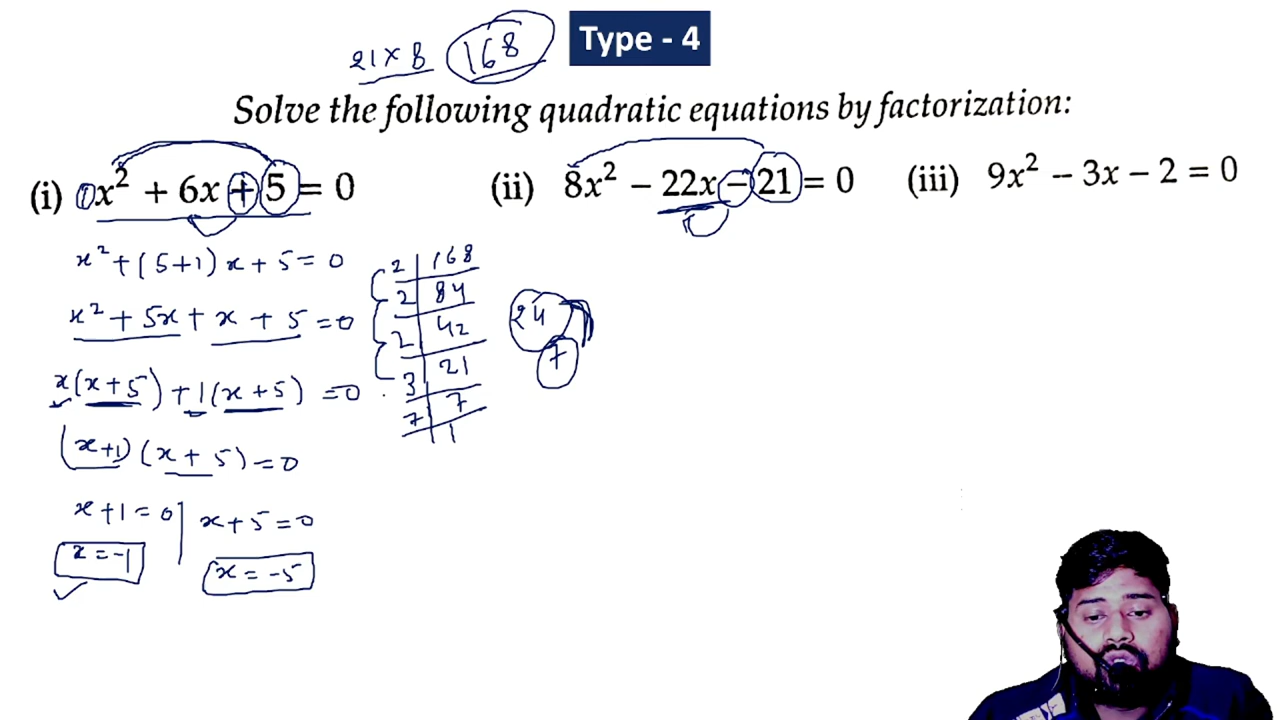 21 × 8 168
Type - 4
Solve the following quadratic equations by factorization:
(i) 1x² + 6x + 5 = 0
x² + (5+1) x + 5 = 0
x² + 5x + x + 5 = 0
x(x+5) + 1(x+5) = 0
(x+1) (x+5) = 0
x+1 = 0 | x+5 = 0
x = -1
x = -5
(ii) 8x² − 22x − 21 = 0
2 | 168
2 | 84
2 | 42
3 | 21
7 | 7
1
24
7
(iii) 9x² − 3x − 2 = 0